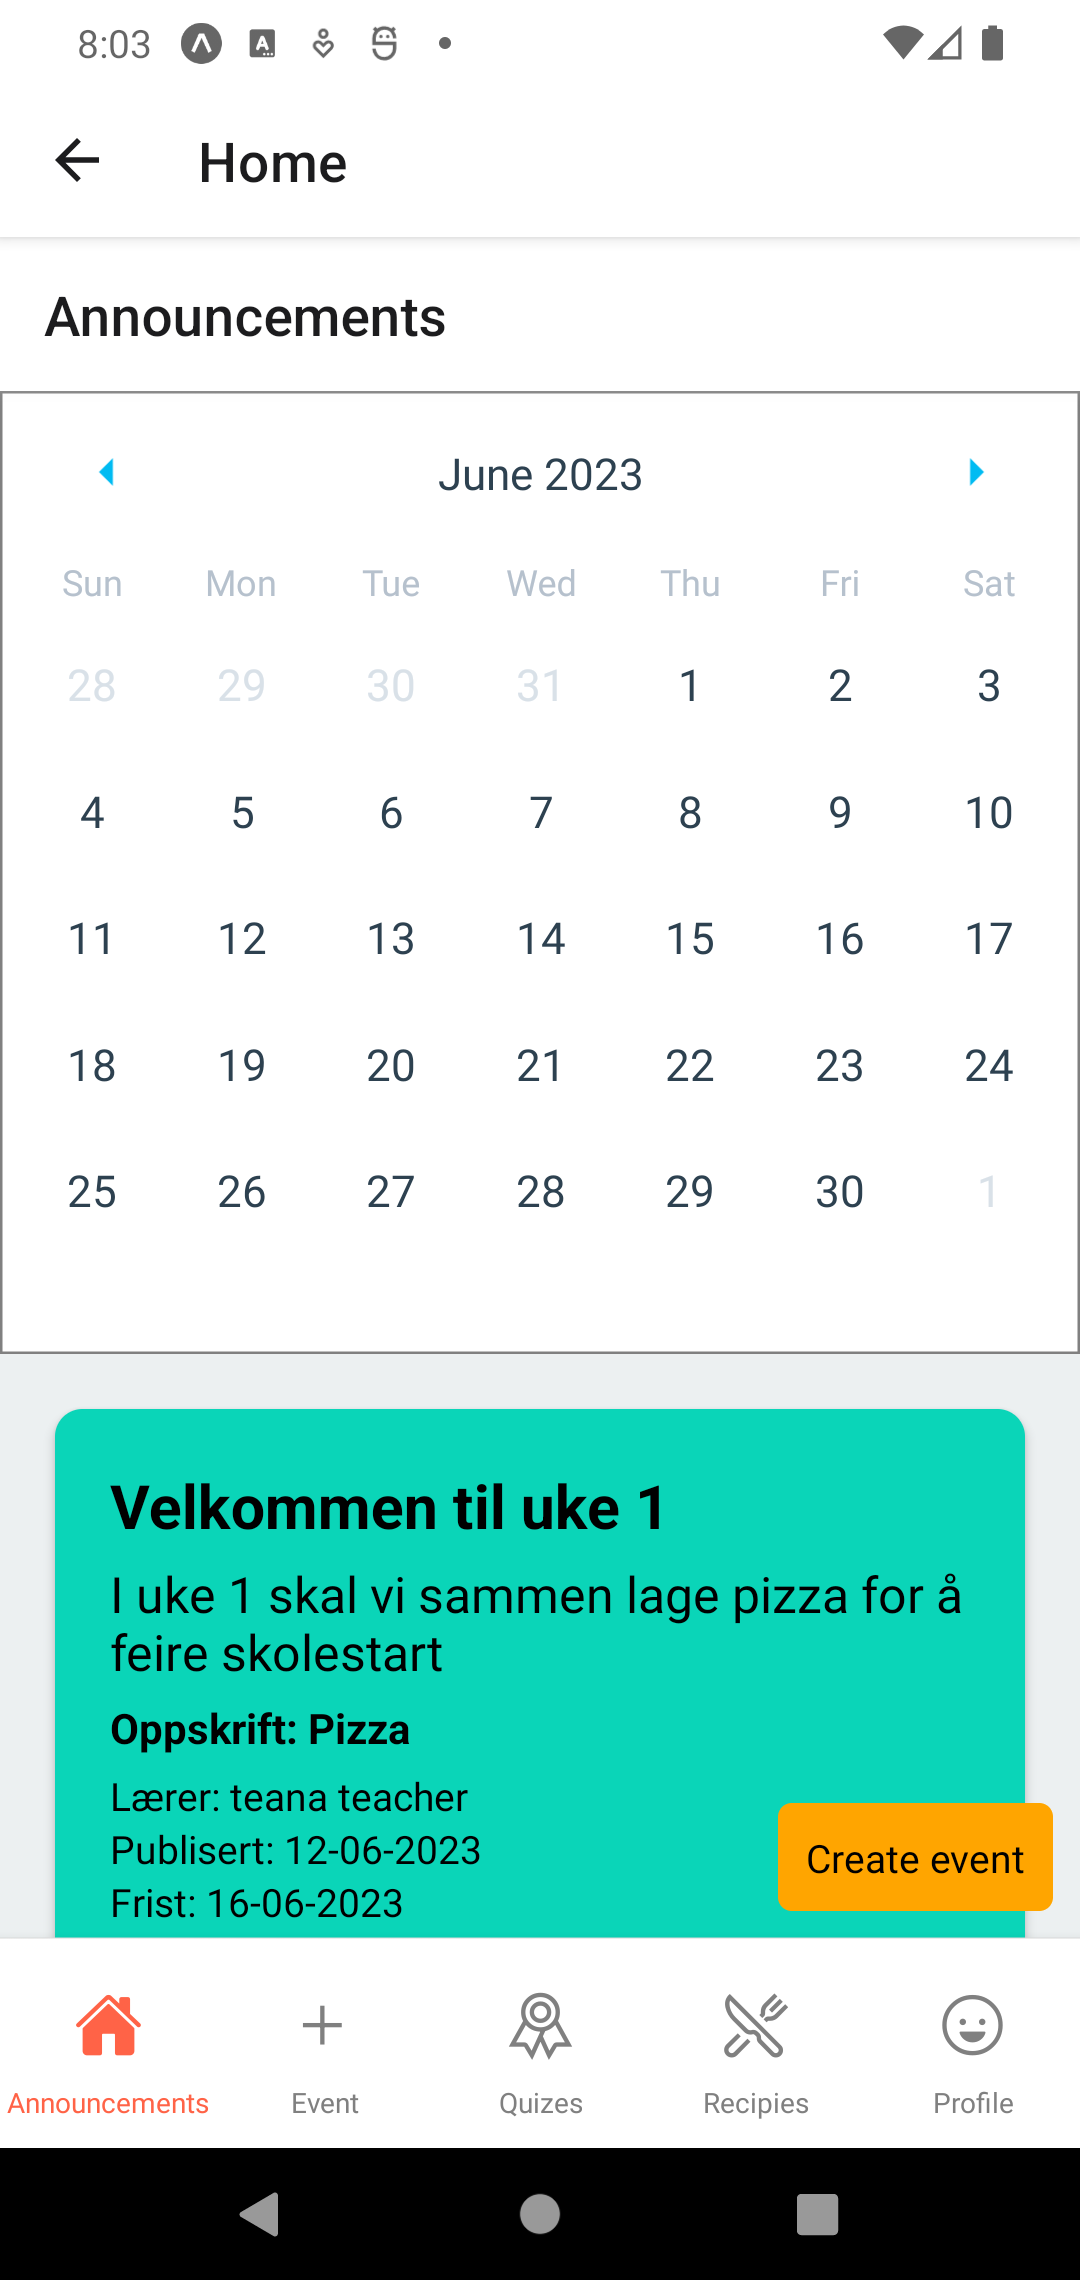 8:03
Home
Announcements
June 2023
Sun Mon Tue Wed Thu Fri Sat
28 29 30 31 1 2 3
4 5 6 7 8 9 10
11 12 13 14 15 16 17
18 19 20 21 22 23 24
25 26 27 28 29 30 1
Velkommen til uke 1
I uke 1 skal vi sammen lage pizza for å
feire skolestart
Oppskrift: Pizza
Lærer: teana teacher
Publisert: 12-06-2023
Frist: 16-06-2023
Create event
Announcements Event Quizes Recipies Profile